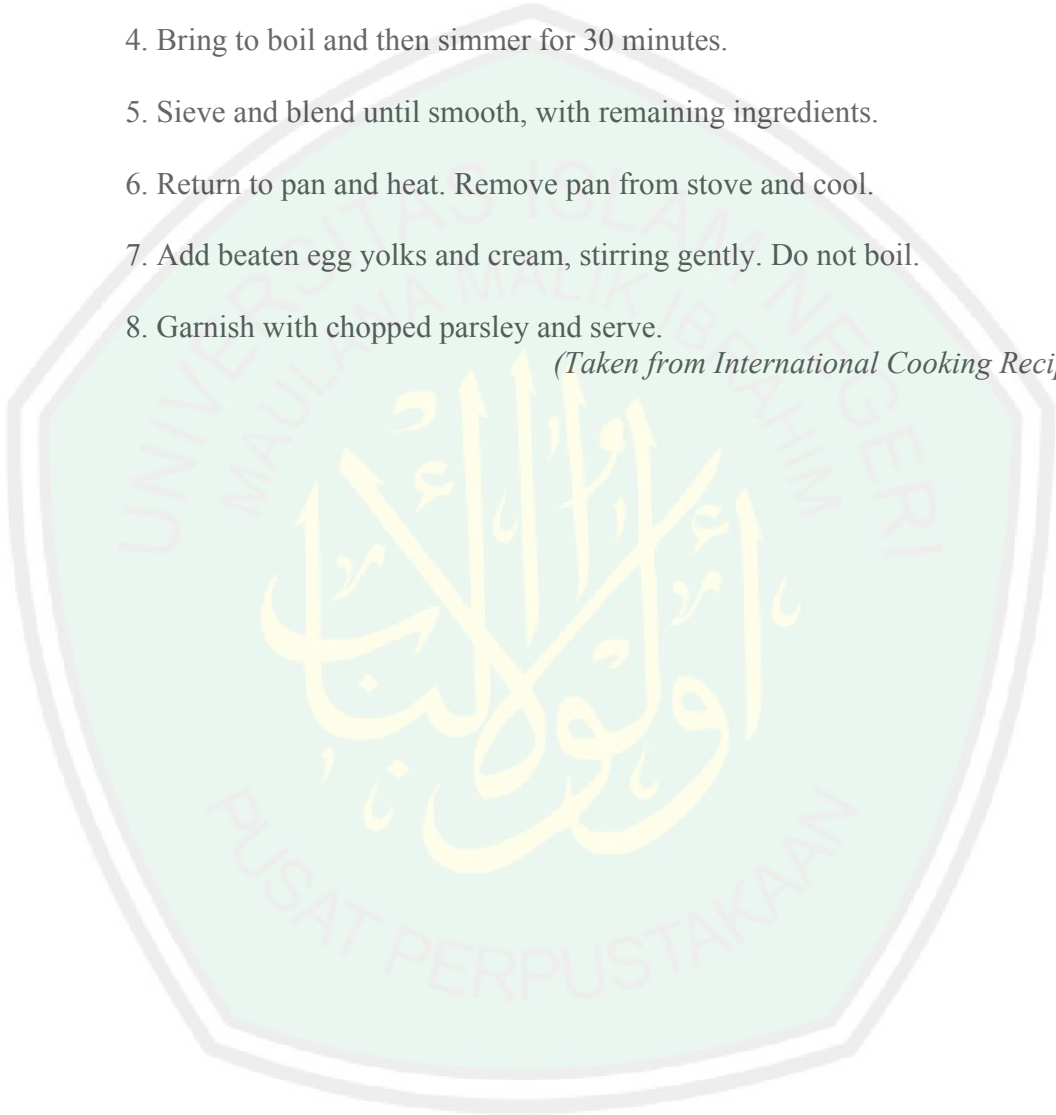 4. Bring to boil and then simmer for 30 minutes.
5. Sieve and blend until smooth, with remaining ingredients.
6. Return to pan and heat. Remove pan from stove and cool.
7. Add beaten egg yolks and cream, stirring gently. Do not boil.
8. Garnish with chopped parsley and serve.
(Taken from International Cooking Recip
UNIVERSITAS ISLAM NEGERI
MAULANA MALIK IBRAHIM
أولوا الألباب
PUSAT PERPUSTAKAAN